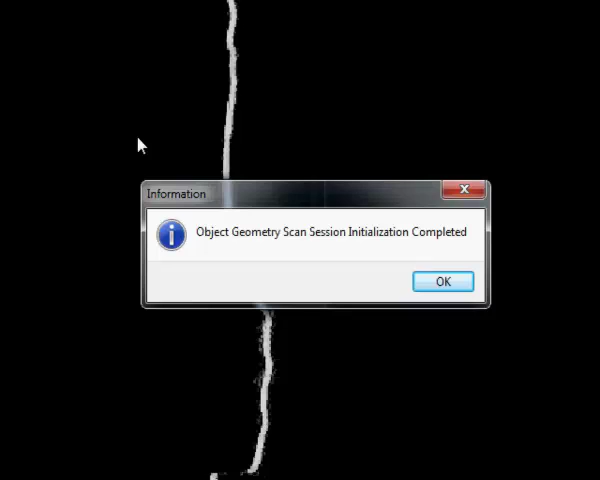 Information
Object Geometry Scan Session Initialization Completed
OK